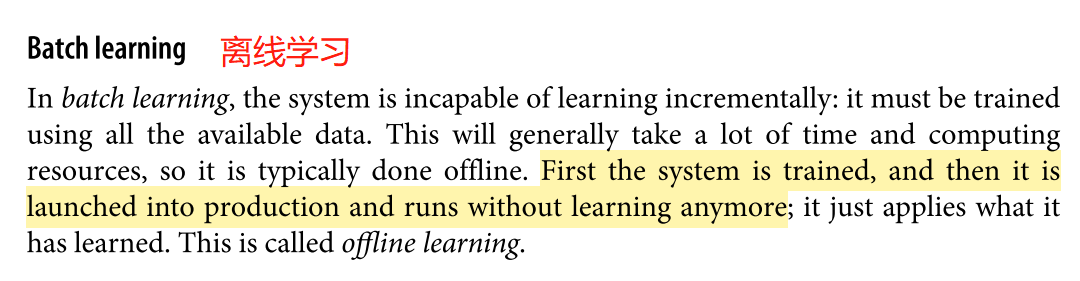 Batch learning 离线学习
In batch learning, the system is incapable of learning incrementally: it must be trained
using all the available data. This will generally take a lot of time and computing
resources, so it is typically done offline. First the system is trained, and then it is
launched into production and runs without learning anymore; it just applies what it
has learned. This is called offline learning.